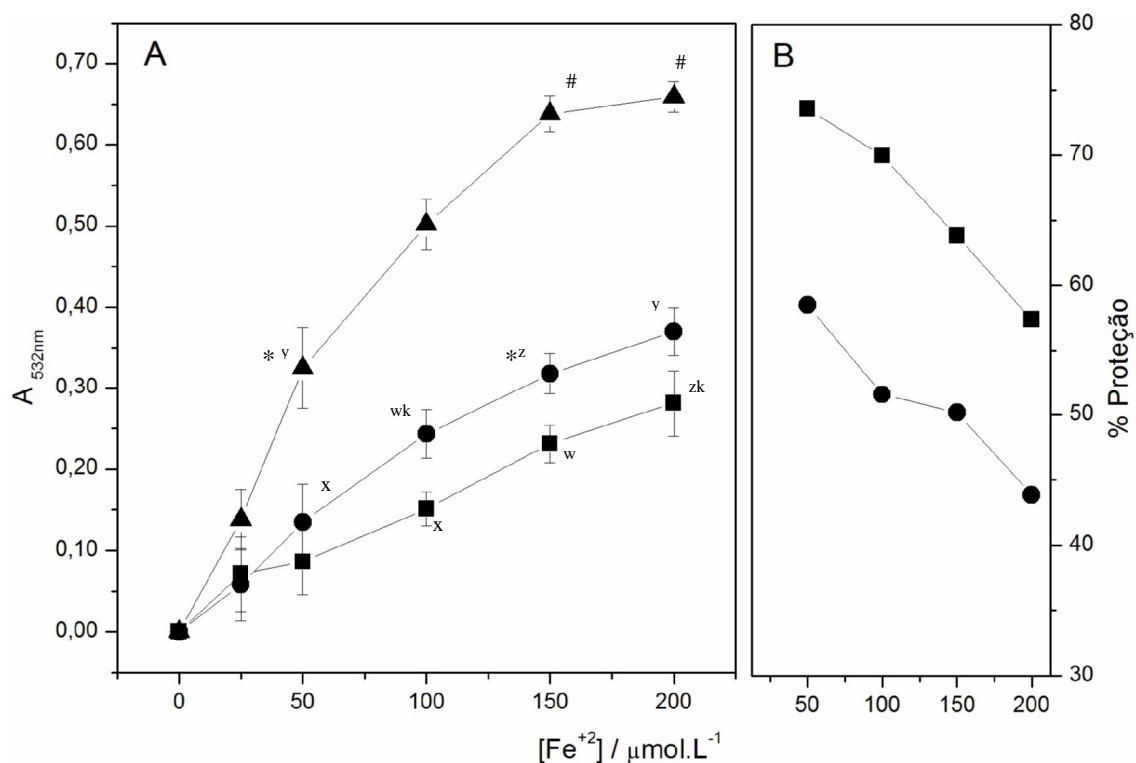 A
B
A 532nm
0,70
0,60
0,50
0,40
0,30
0,20
0,10
0,00
0 50 100 150 200
#
#
* y
x
wk
*z
y
x
w
zk
80
70
60
50
40
30
% Proteção
50 100 150 200
[Fe+2] / μmol.L-1